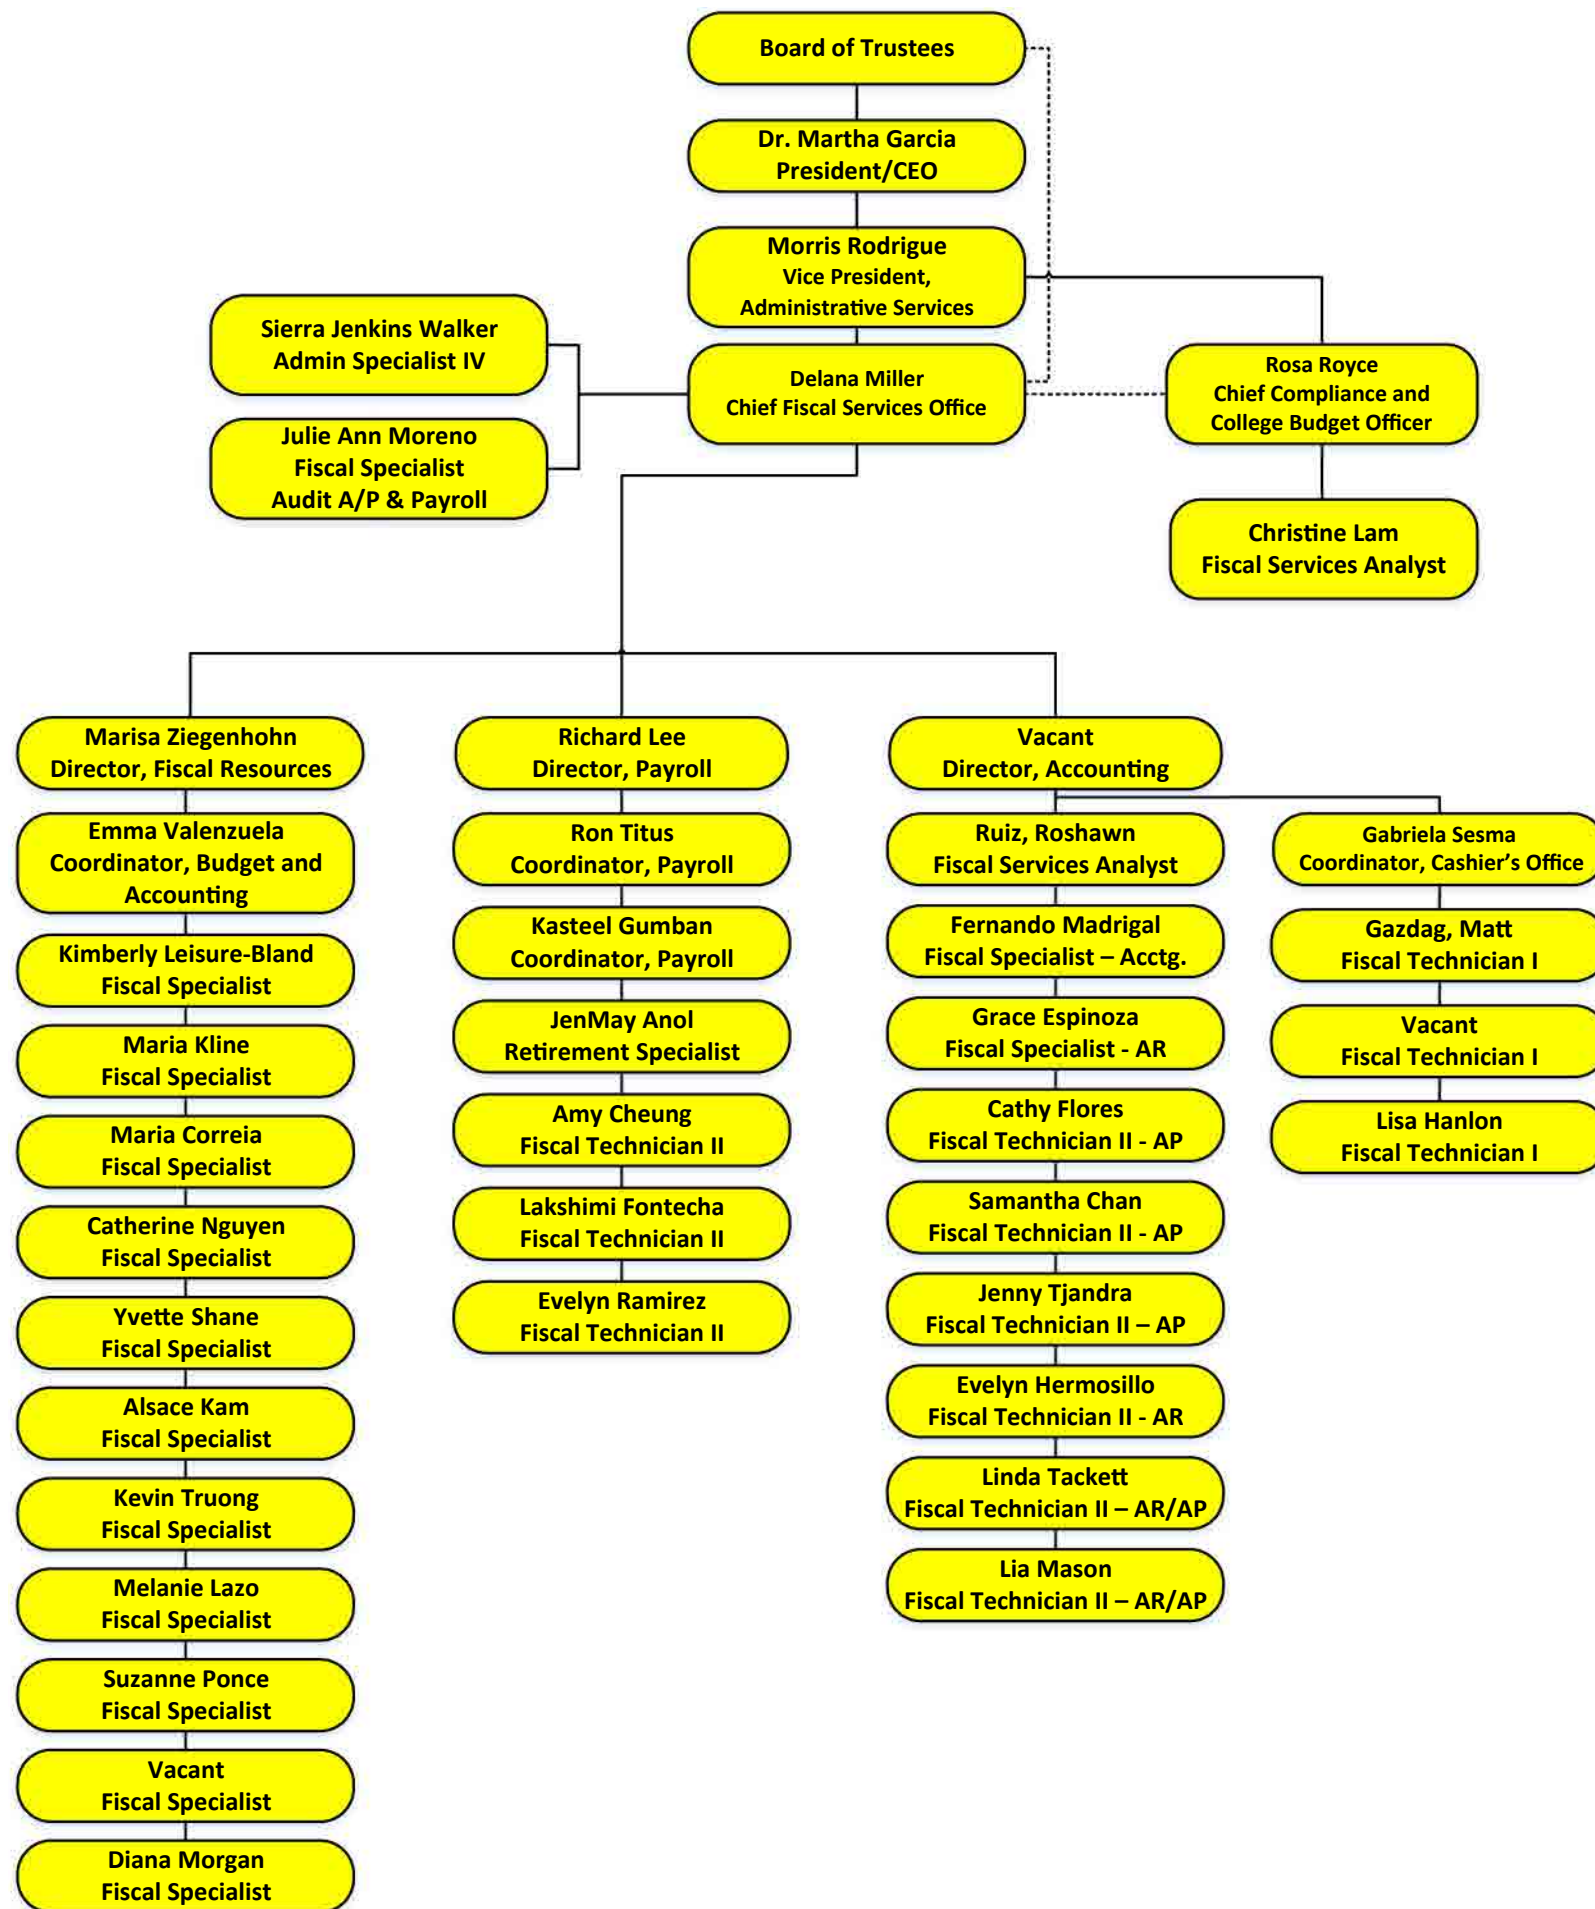 Board of Trustees
Dr. Martha Garcia
President/CEO
Morris Rodrigue
Vice President,
Administrative Services
Sierra Jenkins Walker
Admin Specialist IV
Delana Miller
Chief Fiscal Services Office
Rosa Royce
Chief Compliance and
College Budget Officer
Julie Ann Moreno
Fiscal Specialist
Audit A/P & Payroll
Christine Lam
Fiscal Services Analyst
Marisa Ziegenhohn
Director, Fiscal Resources
Emma Valenzuela
Coordinator, Budget and
Accounting
Kimberly Leisure-Bland
Fiscal Specialist
Maria Kline
Fiscal Specialist
Maria Correia
Fiscal Specialist
Catherine Nguyen
Fiscal Specialist
Yvette Shane
Fiscal Specialist
Alsace Kam
Fiscal Specialist
Kevin Truong
Fiscal Specialist
Melanie Lazo
Fiscal Specialist
Suzanne Ponce
Fiscal Specialist
Vacant
Fiscal Specialist
Diana Morgan
Fiscal Specialist
Richard Lee
Director, Payroll
Ron Titus
Coordinator, Payroll
Kasteel Gumban
Coordinator, Payroll
JenMay Anol
Retirement Specialist
Amy Cheung
Fiscal Technician II
Lakshimi Fontecha
Fiscal Technician II
Evelyn Ramirez
Fiscal Technician II
Vacant
Director, Accounting
Ruiz, Roshawn
Fiscal Services Analyst
Fernando Madrigal
Fiscal Specialist – Acctg.
Grace Espinoza
Fiscal Specialist - AR
Cathy Flores
Fiscal Technician II - AP
Samantha Chan
Fiscal Technician II - AP
Jenny Tjandra
Fiscal Technician II – AP
Evelyn Hermosillo
Fiscal Technician II - AR
Linda Tackett
Fiscal Technician II – AR/AP
Lia Mason
Fiscal Technician II – AR/AP
Gabriela Sesma
Coordinator, Cashier’s Office
Gazdag, Matt
Fiscal Technician I
Vacant
Fiscal Technician I
Lisa Hanlon
Fiscal Technician I